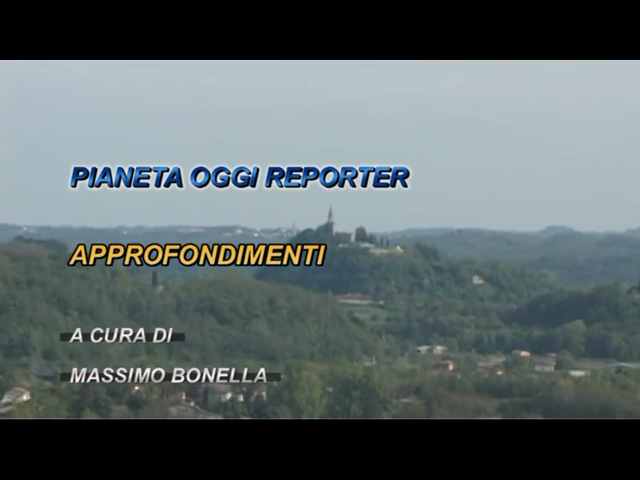 PIANETA OGGI REPORTER
APPROFONDIMENTI
A CURA DI
MASSIMO BONELLA